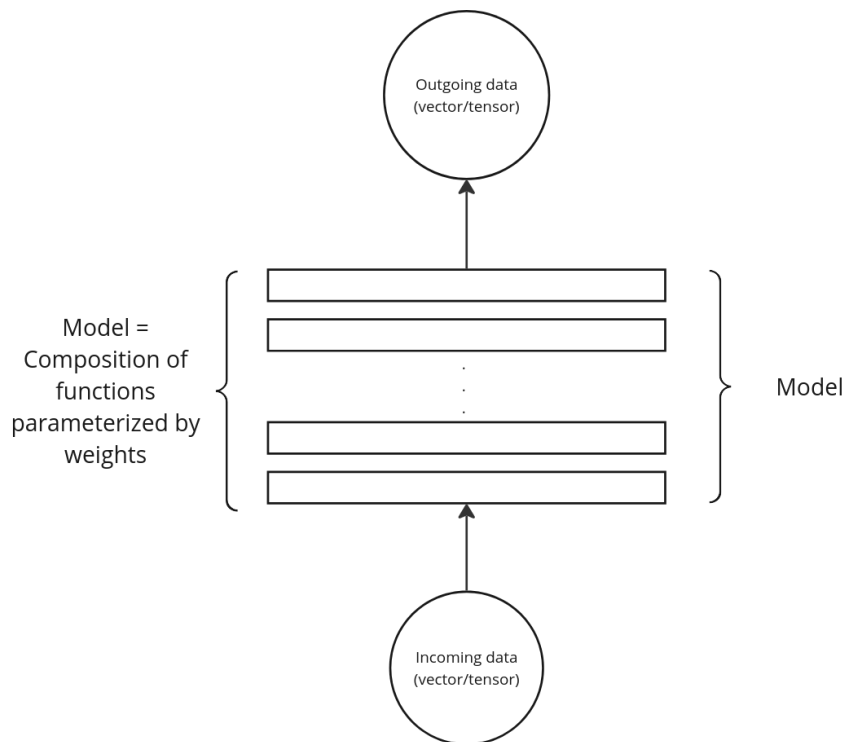 Outgoing data
(vector/tensor)
Model =
Composition of
functions
parameterized by
weights
Model
Incoming data
(vector/tensor)